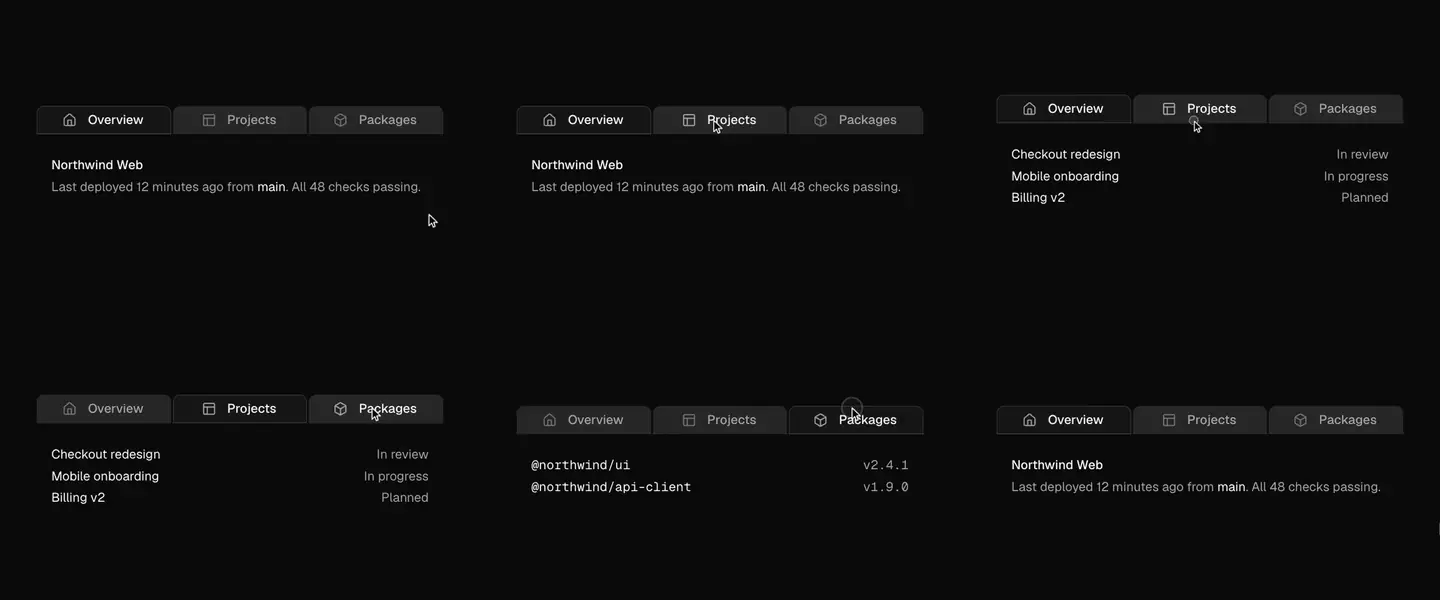 Overview Projects Packages
Northwind Web
Last deployed 12 minutes ago from main. All 48 checks passing.
Overview Projects Packages
Northwind Web
Last deployed 12 minutes ago from main. All 48 checks passing.
Overview Projects Packages
Checkout redesign In review
Mobile onboarding In progress
Billing v2 Planned
Overview Projects Packages
Checkout redesign In review
Mobile onboarding In progress
Billing v2 Planned
Overview Projects Packages
@northwind/ui v2.4.1
@northwind/api-client v1.9.0
Overview Projects Packages
Northwind Web
Last deployed 12 minutes ago from main. All 48 checks passing.